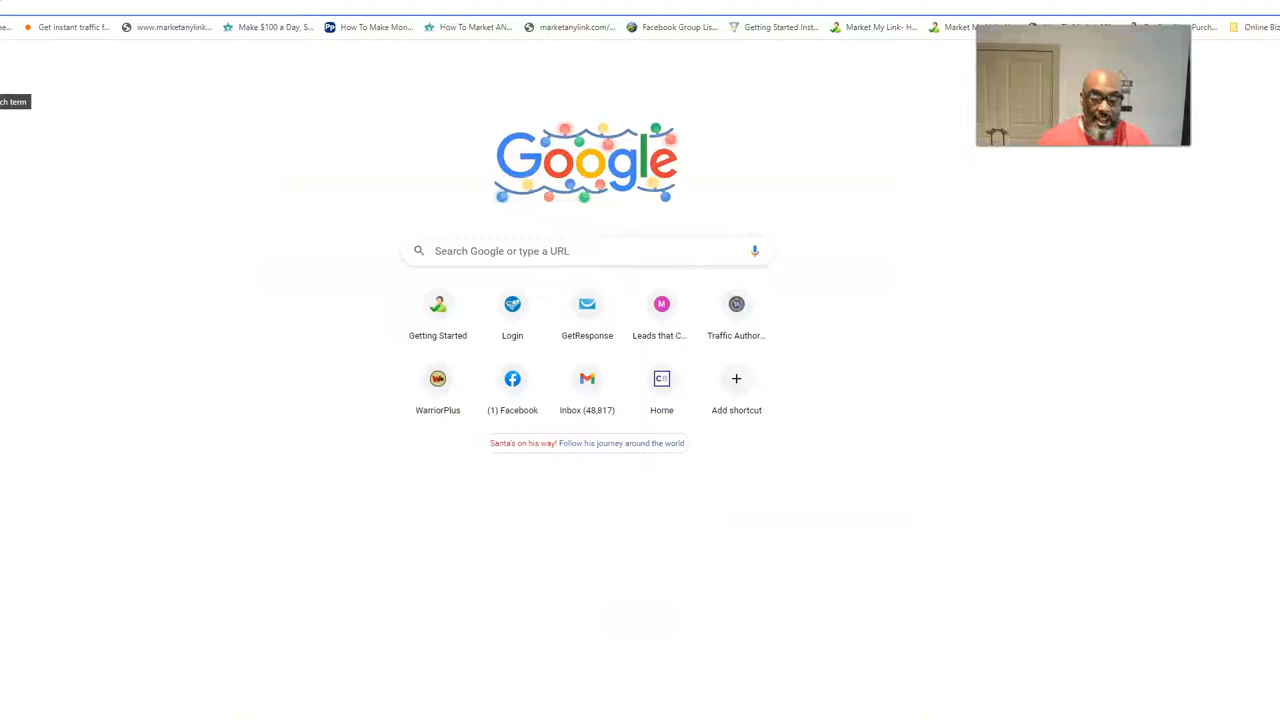 e... Get instant traffic f... www.marketanylink... Make $100 a Day, S... How To Make Mon... How To Market AN... marketanylink.com/... Facebook Group Lis... Getting Started Inst... Market My Link- H... Market M Purch... Online Biz
ch term
Google
Search Google or type a URL
Getting Started Login GetResponse Leads that C... Traffic Author...
WarriorPlus (1) Facebook Inbox (48,817) Home Add shortcut
Santa's on his way! Follow his journey around the world